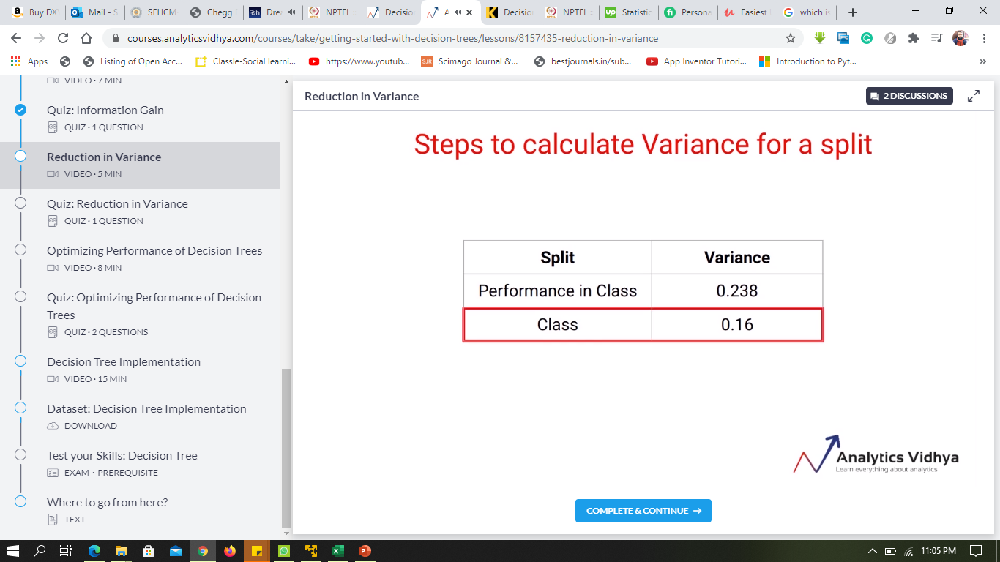 Buy DX
Mail - S
SEHCM
Chegg
Drea
NPTEL
Decision
A
Decisio
NPTEL
Statistic
Persona
Easiest
which is
courses.analyticsvidhya.com/courses/take/getting-started-with-decision-trees/lessons/8157435-reduction-in-variance
Apps
Listing of Open Acc...
Classle-Social learni...
https://www.youtub...
SJR
Scimago Journal &...
bestjournals.in/sub...
App Inventor Tutori...
Introduction to Pyt...
»
VIDEO · 7 MIN
Quiz: Information Gain
QUIZ · 1 QUESTION
Reduction in Variance
VIDEO · 5 MIN
Quiz: Reduction in Variance
QUIZ · 1 QUESTION
Optimizing Performance of Decision Trees
VIDEO · 8 MIN
Quiz: Optimizing Performance of Decision
Trees
QUIZ · 2 QUESTIONS
Decision Tree Implementation
VIDEO · 15 MIN
Dataset: Decision Tree Implementation
DOWNLOAD
Test your Skills: Decision Tree
EXAM · PREREQUISITE
Where to go from here?
TEXT
Reduction in Variance
2 DISCUSSIONS
Steps to calculate Variance for a split
Split Variance
Performance in Class 0.238
Class 0.16
Analytics Vidhya
Learn everything about analytics
COMPLETE & CONTINUE →
11:05 PM